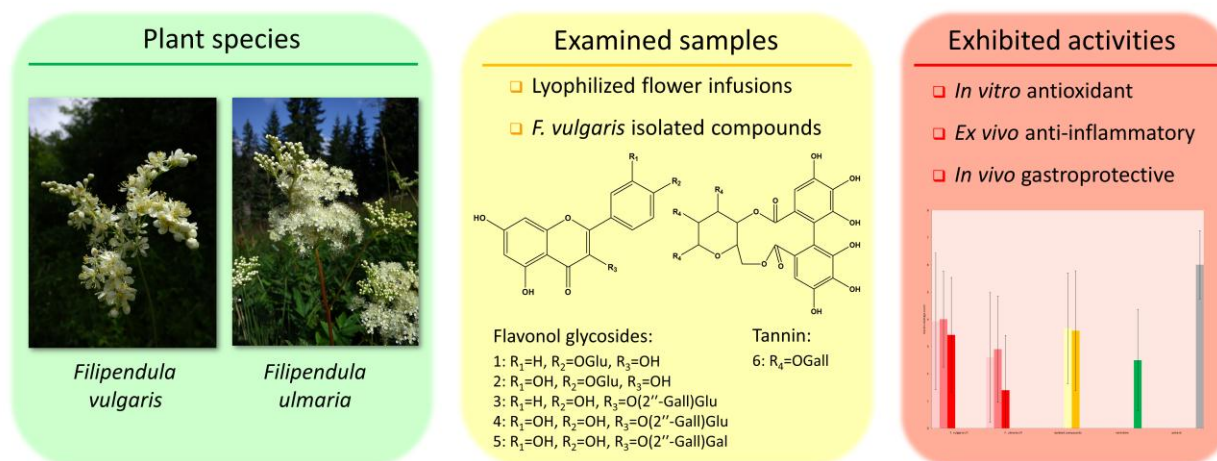 Plant species
Filipendula
vulgaris
Filipendula
ulmaria
Examined samples
Lyophilized flower infusions
F. vulgaris isolated compounds
R₁
R₂
HO
O
R₃
OH
O
R₄
R₄
R₄
O
O
O
O
O
OH
OH
OH
OH
OH
OH
Flavonol glycosides:
1: R₁=H, R₂=OGlu, R₃=OH
2: R₁=OH, R₂=OGlu, R₃=OH
3: R₁=H, R₂=OH, R₃=O(2′′-Gall)Glu
4: R₁=OH, R₂=OH, R₃=O(2′′-Gall)Glu
5: R₁=OH, R₂=OH, R₃=O(2′′-Gall)Gal
Tannin:
6: R₄=OGall
Exhibited activities
In vitro antioxidant
Ex vivo anti-inflammatory
In vivo gastroprotective